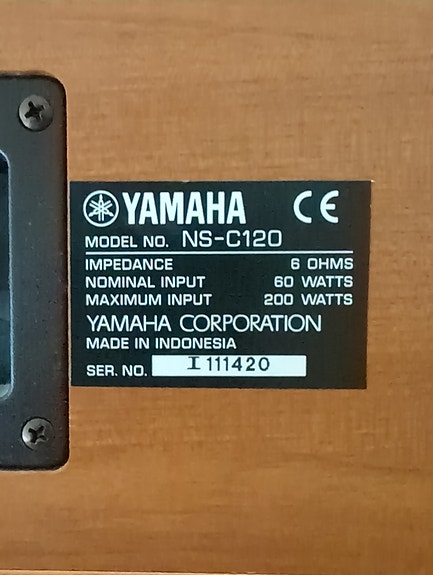 YAMAHA CE
MODEL NO. NS-C120
IMPEDANCE 6 OHMS
NOMINAL INPUT 60 WATTS
MAXIMUM INPUT 200 WATTS
YAMAHA CORPORATION
MADE IN INDONESIA
SER. NO. I 111420